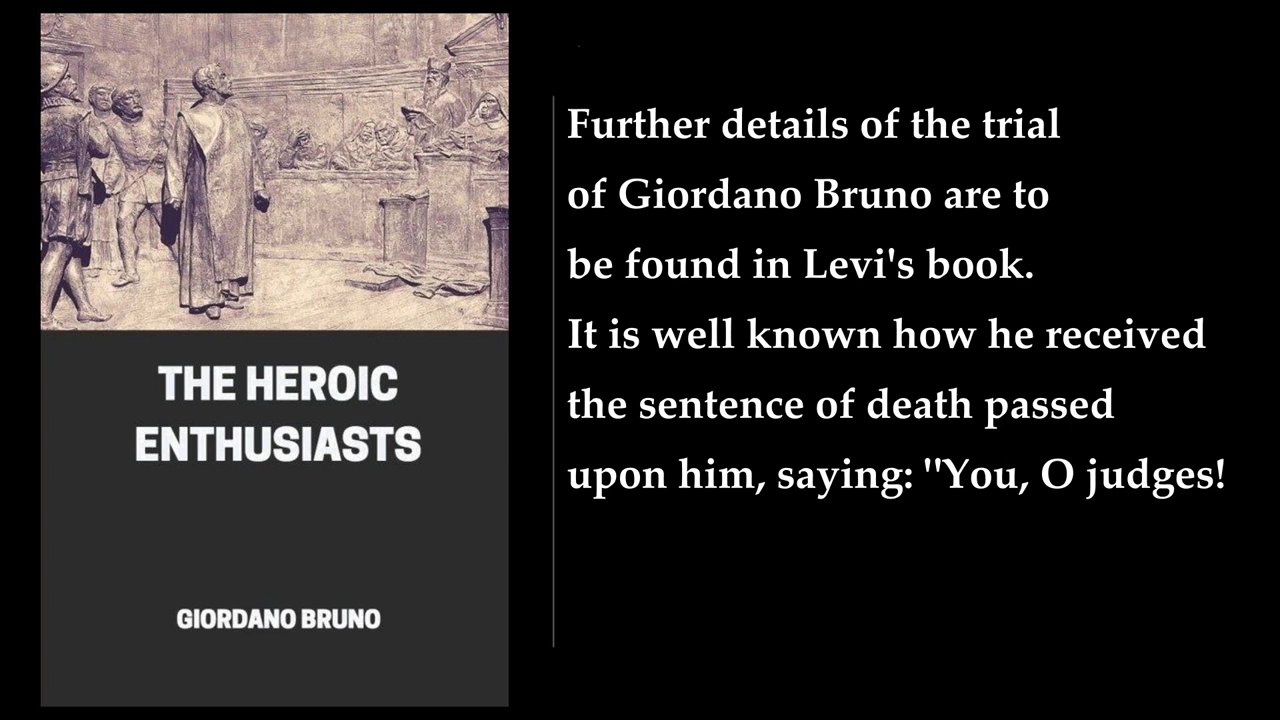 THE HEROIC
ENTHUSIASTS
GIORDANO BRUNO
Further details of the trial
of Giordano Bruno are to
be found in Levi's book.
It is well known how he received
the sentence of death passed
upon him, saying: "You, O judges!